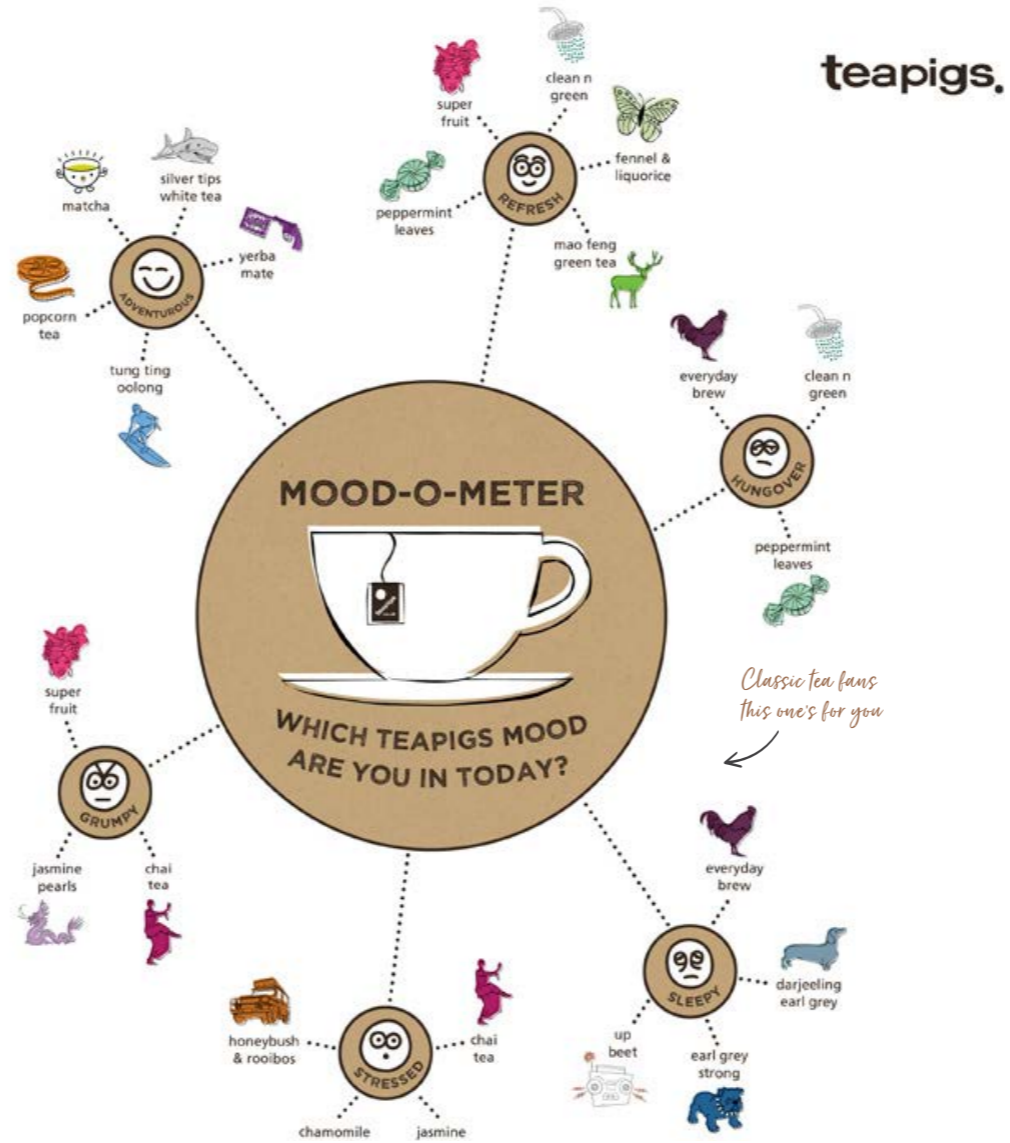 teapigs.
super
fruit
clean n
green
fennel &
liquorice
peppermint
leaves
mao feng
green tea
REFRESH
matcha
silver tips
white tea
yerba
mate
popcorn
tea
tung ting
oolong
ADVENTUROUS
everyday
brew
clean n
green
HUNGOVER
peppermint
leaves
MOOD-O-METER
WHICH TEAPIGS MOOD
ARE YOU IN TODAY?
Classic tea fans
this one's for you
super
fruit
GRUMPY
jasmine
pearls
chai
tea
everyday
brew
SLEEPY
darjeeling
earl grey
up
beet
earl grey
strong
honeybush
& rooibos
chai
tea
STRESSED
chamomile
jasmine